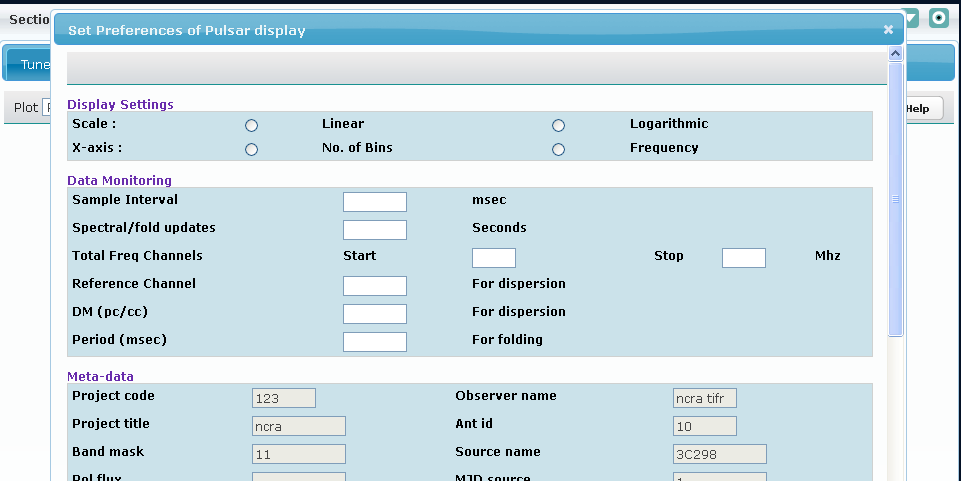 Sectio
Set Preferences of Pulsar display
Tune
Plot
Help
Display Settings
Scale : Linear Logarithmic
X-axis : No. of Bins Frequency
Data Monitoring
Sample Interval msec
Spectral/fold updates Seconds
Total Freq Channels Start Stop Mhz
Reference Channel For dispersion
DM (pc/cc) For dispersion
Period (msec) For folding
Meta-data
Project code 123 Observer name ncra tifr
Project title ncra Ant id 10
Band mask 11 Source name 3C298
Pol flux MJD source